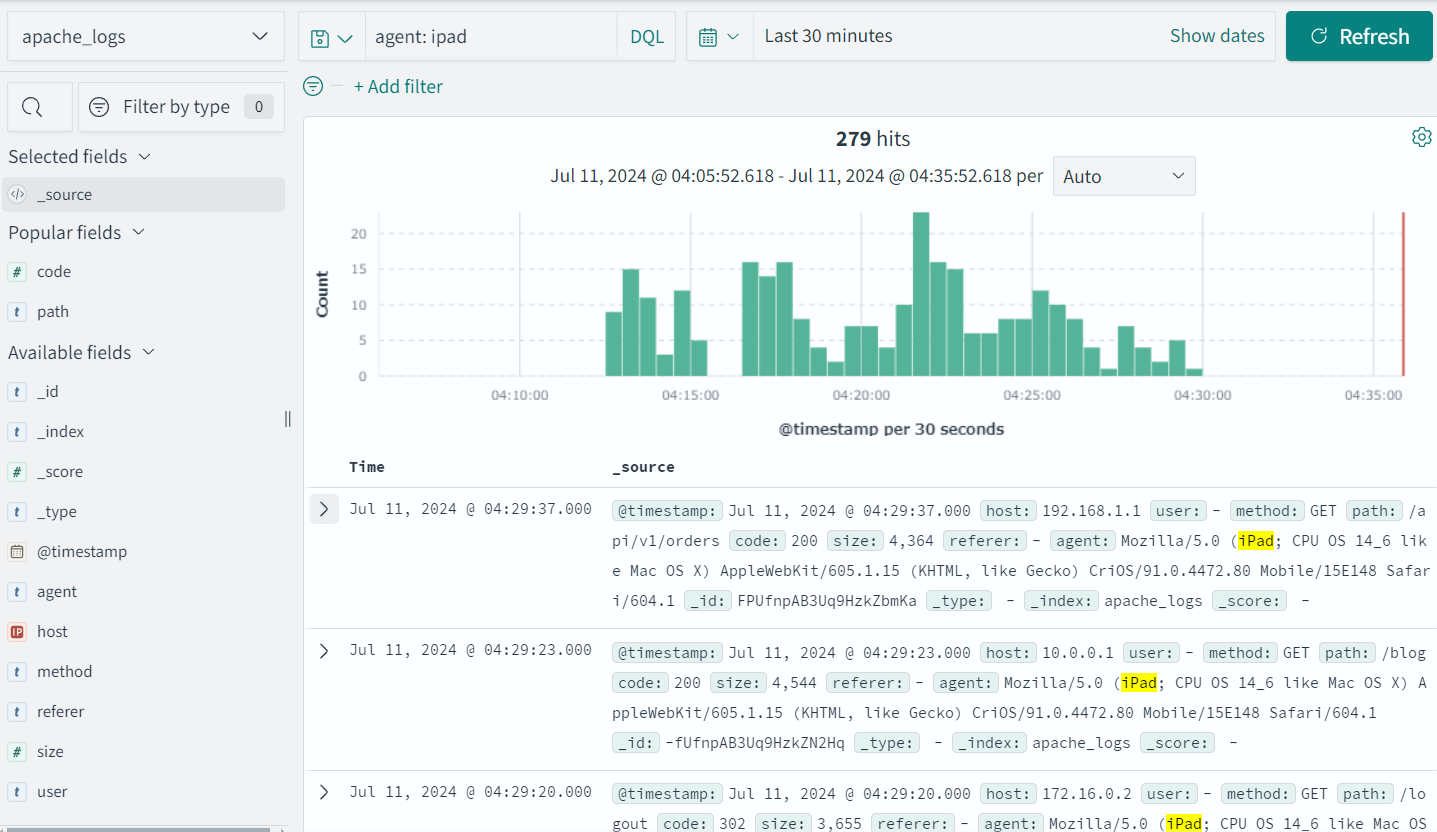 apache_logs
agent: ipad
DQL
Last 30 minutes
Show dates
Refresh
+ Add filter
Filter by type 0
Selected fields
_source
Popular fields
code
path
Available fields
_id
_index
_score
_type
@timestamp
agent
host
method
referer
size
user
279 hits
Jul 11, 2024 @ 04:05:52.618 - Jul 11, 2024 @ 04:35:52.618 per Auto
Count
20
15
10
5
0
04:10:00 04:15:00 04:20:00 04:25:00 04:30:00 04:35:00
@timestamp per 30 seconds
Time _source
Jul 11, 2024 @ 04:29:37.000
@timestamp: Jul 11, 2024 @ 04:29:37.000 host: 192.168.1.1 user: - method: GET path: /a
pi/v1/orders code: 200 size: 4,364 referer: - agent: Mozilla/5.0 (iPad; CPU OS 14_6 lik
e Mac OS X) AppleWebKit/605.1.15 (KHTML, like Gecko) CriOS/91.0.4472.80 Mobile/15E148 Safar
i/604.1 _id: FPUfnpAB3Uq9HzkZbmKa _type: - _index: apache_logs _score: -
Jul 11, 2024 @ 04:29:23.000
@timestamp: Jul 11, 2024 @ 04:29:23.000 host: 10.0.0.1 user: - method: GET path: /blog
code: 200 size: 4,544 referer: - agent: Mozilla/5.0 (iPad; CPU OS 14_6 like Mac OS X) A
ppleWebKit/605.1.15 (KHTML, like Gecko) CriOS/91.0.4472.80 Mobile/15E148 Safari/604.1
_id: -fUfnpAB3Uq9HzkZN2Hq _type: - _index: apache_logs _score: -
Jul 11, 2024 @ 04:29:20.000
@timestamp: Jul 11, 2024 @ 04:29:20.000 host: 172.16.0.2 user: - method: GET path: /lo
gout code: 302 size: 3,655 referer: - agent: Mozilla/5.0 (iPad; CPU OS 14_6 like Mac OS